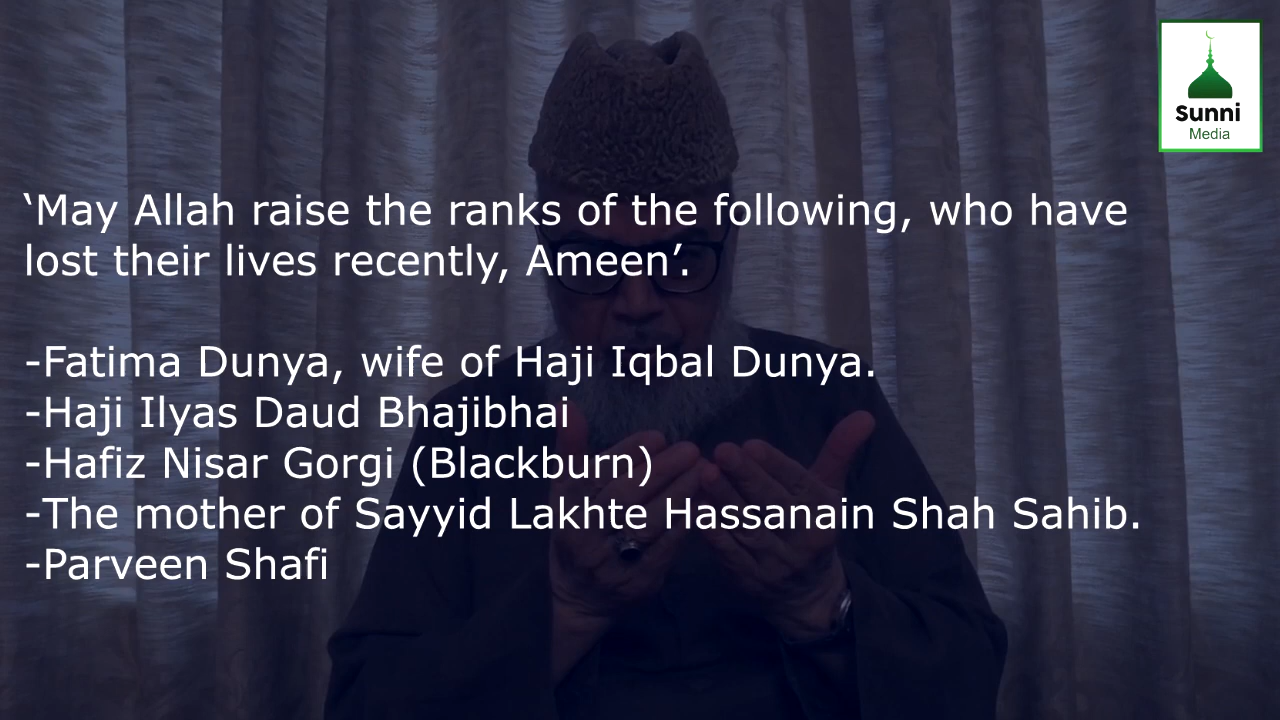 Sunni
Media
‘May Allah raise the ranks of the following, who have
lost their lives recently, Ameen’.
-Fatima Dunya, wife of Haji Iqbal Dunya.
-Haji Ilyas Daud Bhajibhai
-Hafiz Nisar Gorgi (Blackburn)
-The mother of Sayyid Lakhte Hassanain Shah Sahib.
-Parveen Shafi